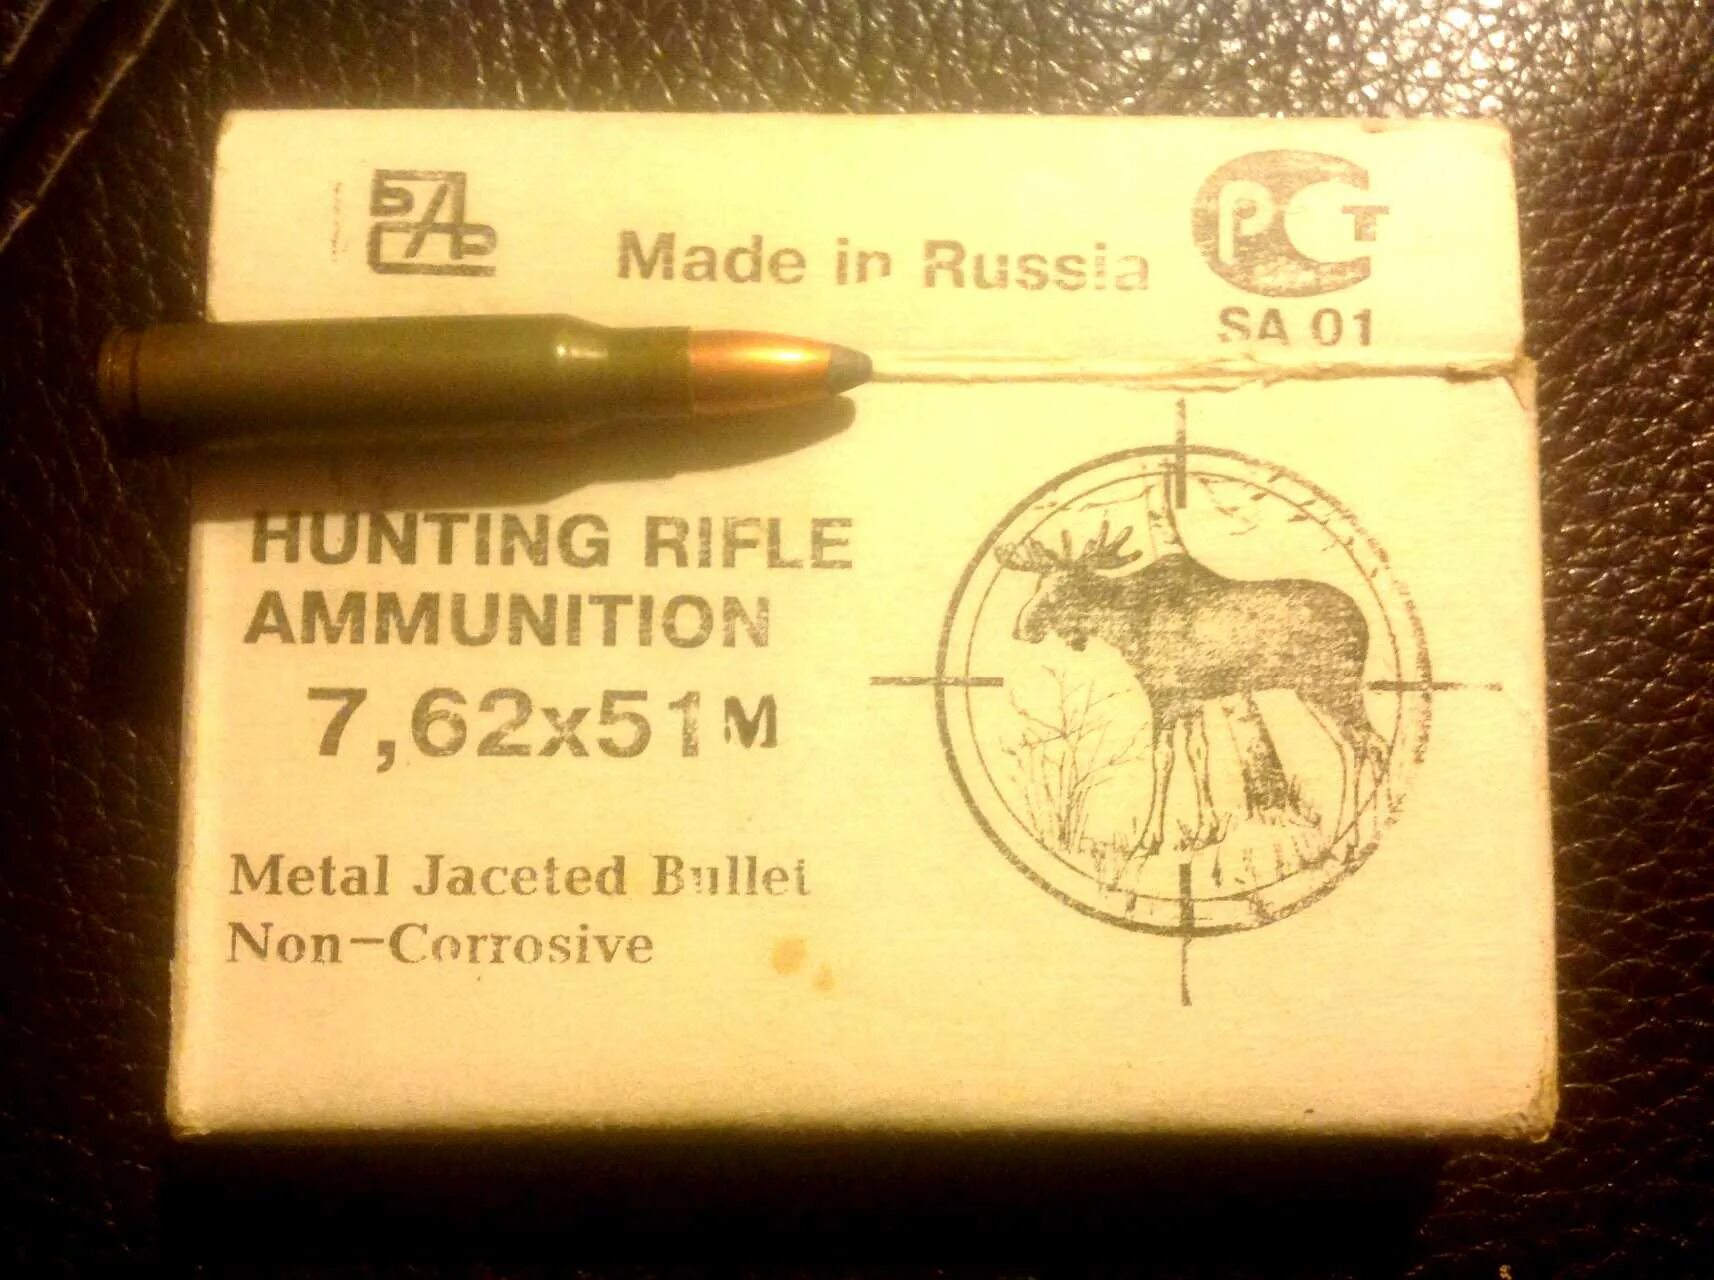 Made in Russia
РСТ
SA 01
HUNTING RIFLE
AMMUNITION
7,62x51M
Metal Jaceted Bullet
Non-Corrosive